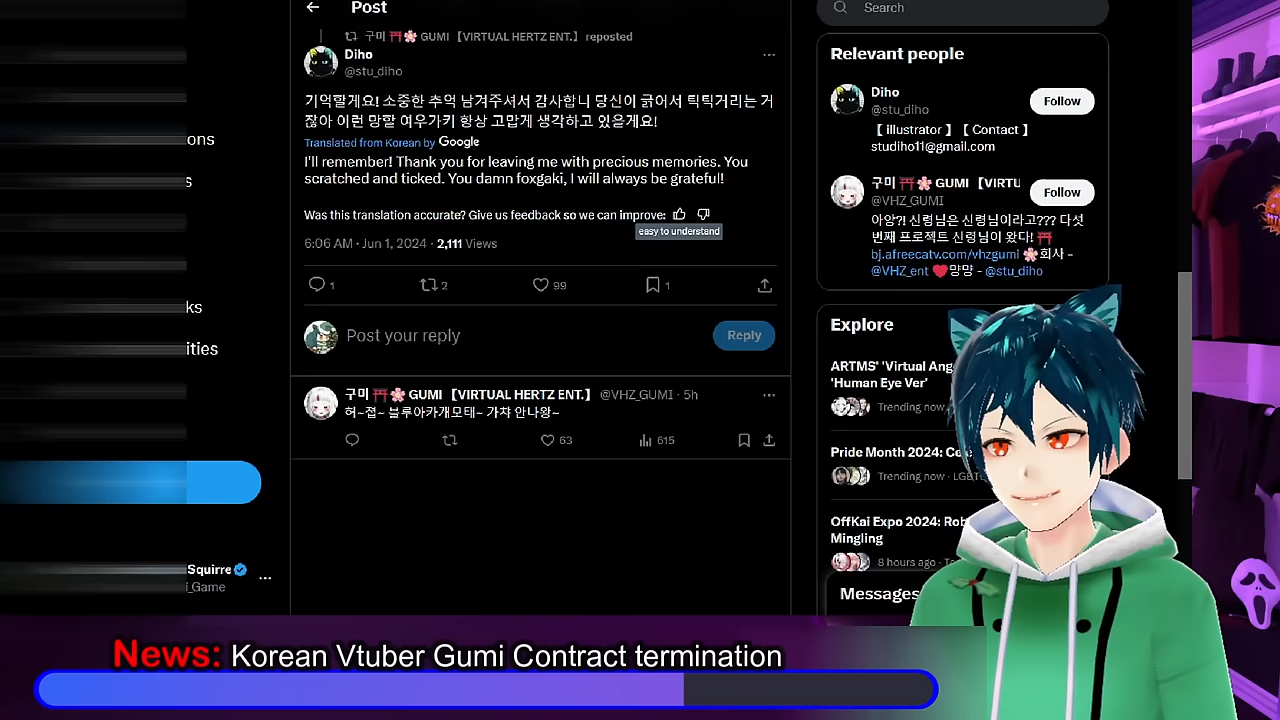 Post
구미 ⛩️🌸 GUMI 【VIRTUAL HERTZ ENT.】 reposted
Diho
@stu_diho
기억할게요! 소중한 추억 남겨주셔서 감사합니 당신이 긁어서 틱틱거리는 거
잖아 이런 망할 여우가키 항상 고맙게 생각하고 있을게요!
Translated from Korean by Google
I'll remember! Thank you for leaving me with precious memories. You
scratched and ticked. You damn foxgaki, I will always be grateful!
Was this translation accurate? Give us feedback so we can improve:
easy to understand
6:06 AM · Jun 1, 2024 · 2,111 Views
1 2 99 1
Post your reply
Reply
구미 ⛩️🌸 GUMI 【VIRTUAL HERTZ ENT.】 @VHZ_GUMI · 5h
허~접~ 블루아카개모테~ 가챠 안나왕~
63 615
ons
s
ks
ities
Squirre
i_Game
Search
Relevant people
Diho
@stu_diho
Follow
【 illustrator 】 【 Contact 】
studiho11@gmail.com
구미 ⛩️🌸 GUMI 【VIRTU
@VHZ_GUMI
Follow
아앙?! 신령님은 신령님이라고??? 다섯
번째 프로젝트 신령님이 왔다! ⛩️
bj.afreecatv.com/vhzgumi 🌸회사 -
@VHZ_ent ❤️망망 - @stu_diho
Explore
ARTMS' 'Virtual Ang
'Human Eye Ver'
Trending now
Pride Month 2024: Ce
Trending now · LGBT
OffKai Expo 2024: Rob
Mingling
8 hours ago
Messages
News: Korean Vtuber Gumi Contract termination